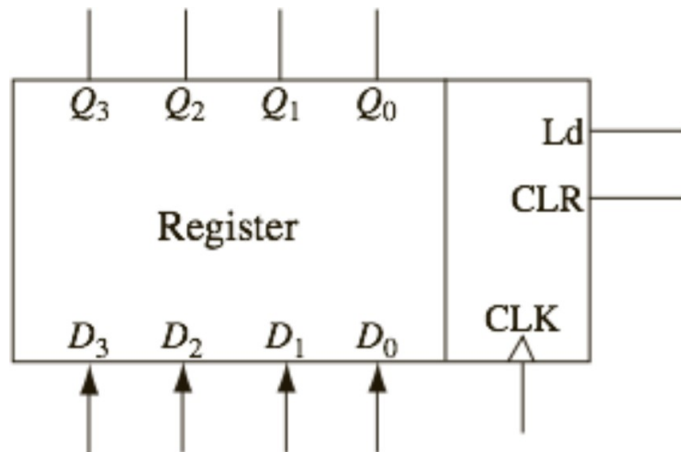 Q₃ Q₂ Q₁ Q₀
Ld
CLR
Register
CLK
D₃ D₂ D₁ D₀